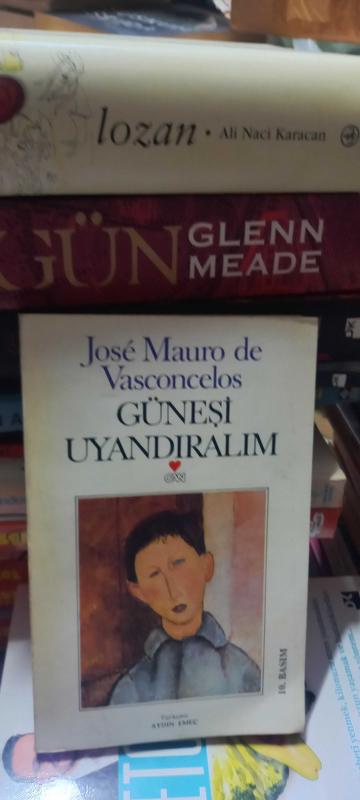 lozan • Ali Naci Karacan
GÜN GLENN
MEADE
José Mauro de
Vasconcelos
GÜNEŞİ
UYANDIRALIM
CAN
10. BASIM
Türkçesi
AYDIN EMEÇ